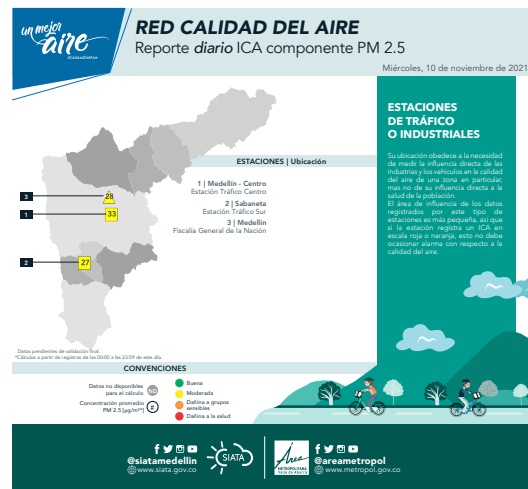 un mejor
aire
#CalidadDelAire
RED CALIDAD DEL AIRE
Reporte diario ICA componente PM 2.5
Miércoles, 10 de noviembre de 2021
ESTACIONES | Ubicación
1 | Medellín - Centro
Estación Tráfico Centro
2 | Sabaneta
Estación Tráfico Sur
3 | Medellín
Fiscalía General de la Nación
3
28
1
33
2
27
ESTACIONES
DE TRÁFICO
O INDUSTRIALES
Su ubicación obedece a la necesidad
de medir la influencia directa de las
industrias y los vehículos en la calidad
del aire de una zona en particular,
mas no de su influencia directa a la
salud de la población.
El área de influencia de los datos
registrados por este tipo de
estaciones es más pequeña, así que
si la estación registra un ICA en
escala roja o naranja, esto no debe
ocasionar alarma con respecto a la
calidad del aire.
Datos pendientes de validación final.
*Cálculos a partir de registros de las 00:00 a las 23:59 de este día.
CONVENCIONES
Datos no disponibles
para el cálculo
ND
Concentración promedio
PM 2.5 [µg/m³*]
#
Buena
Moderada
Dañina a grupos
sensibles
Dañina a la salud
@siatamedellin
www.siata.gov.co
SIATA
Área
METROPOLITANA
Valle de Aburrá
@areametropol
www.metropol.gov.co